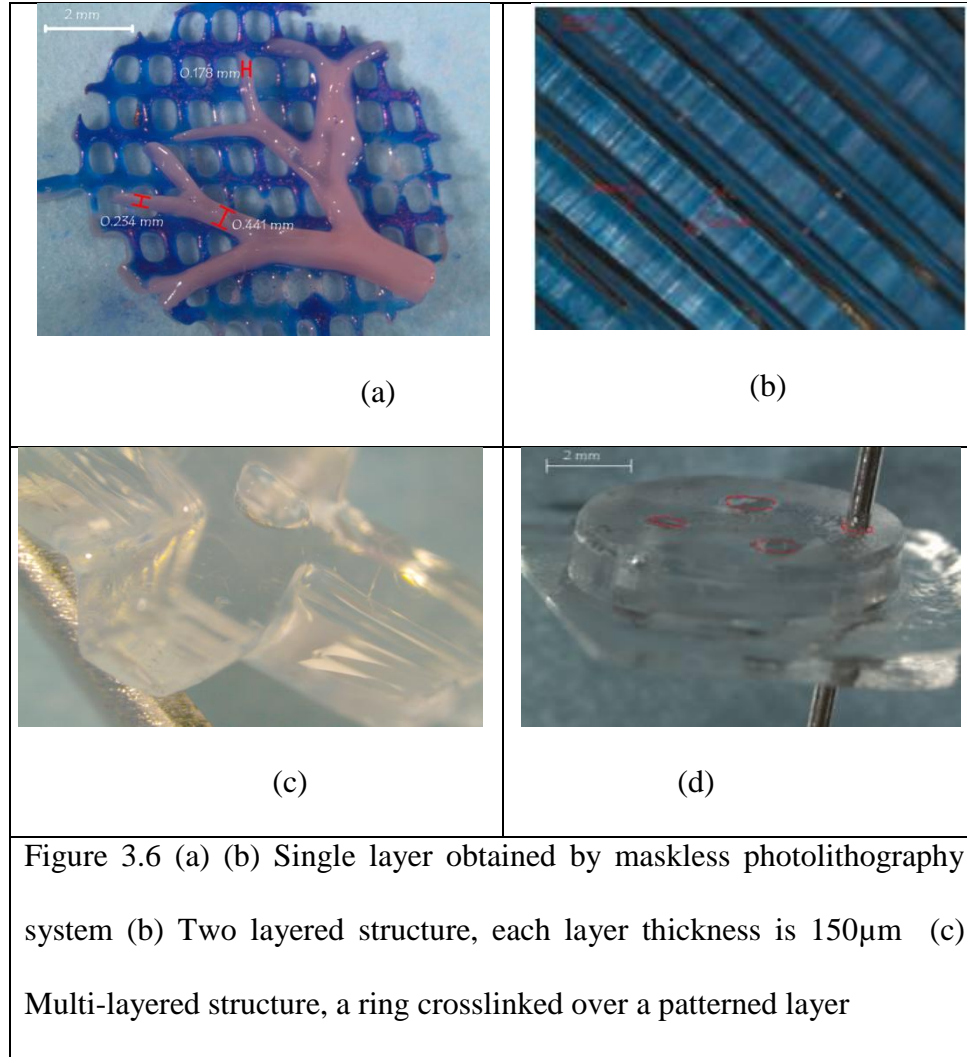 2 mm
0.178 mm
0.234 mm
0.441 mm
(a)
(b)
(c)
2 mm
(d)
Figure 3.6 (a) (b) Single layer obtained by maskless photolithography
system (b) Two layered structure, each layer thickness is 150µm (c)
Multi-layered structure, a ring crosslinked over a patterned layer